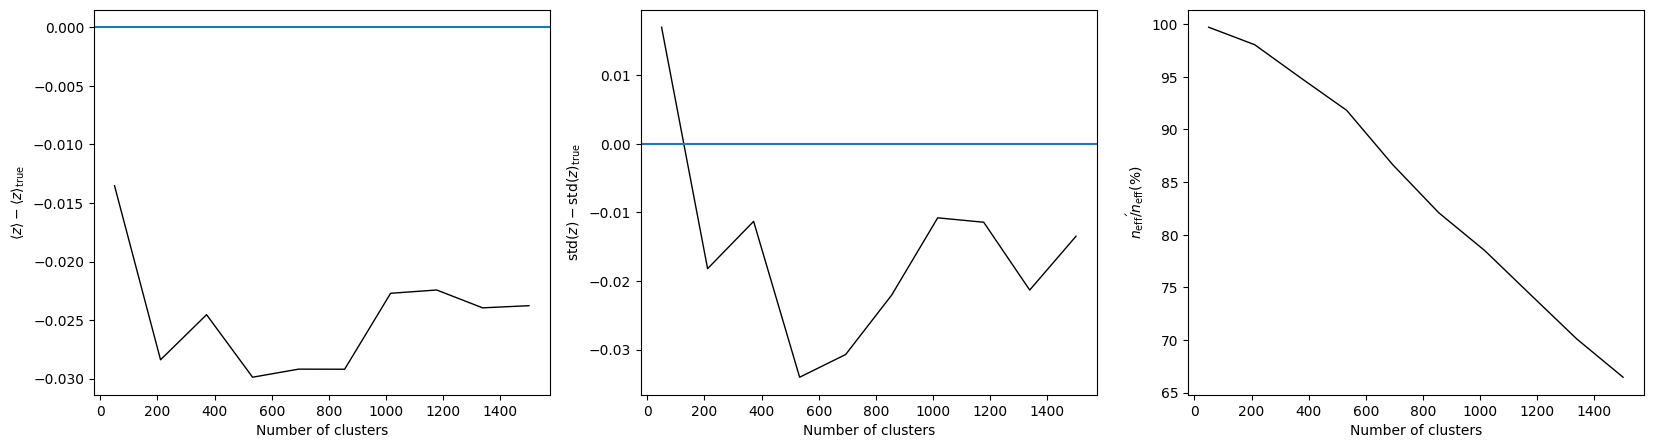 0.000
−0.005
−0.010
−0.015
−0.020
−0.025
−0.030
⟨z⟩ − ⟨z⟩true
0 200 400 600 800 1000 1200 1400
Number of clusters
0.01
0.00
−0.01
−0.02
−0.03
std(z) − std(z)true
0 200 400 600 800 1000 1200 1400
Number of clusters
100
95
90
85
80
75
70
65
neff′/neff(%)
0 200 400 600 800 1000 1200 1400
Number of clusters